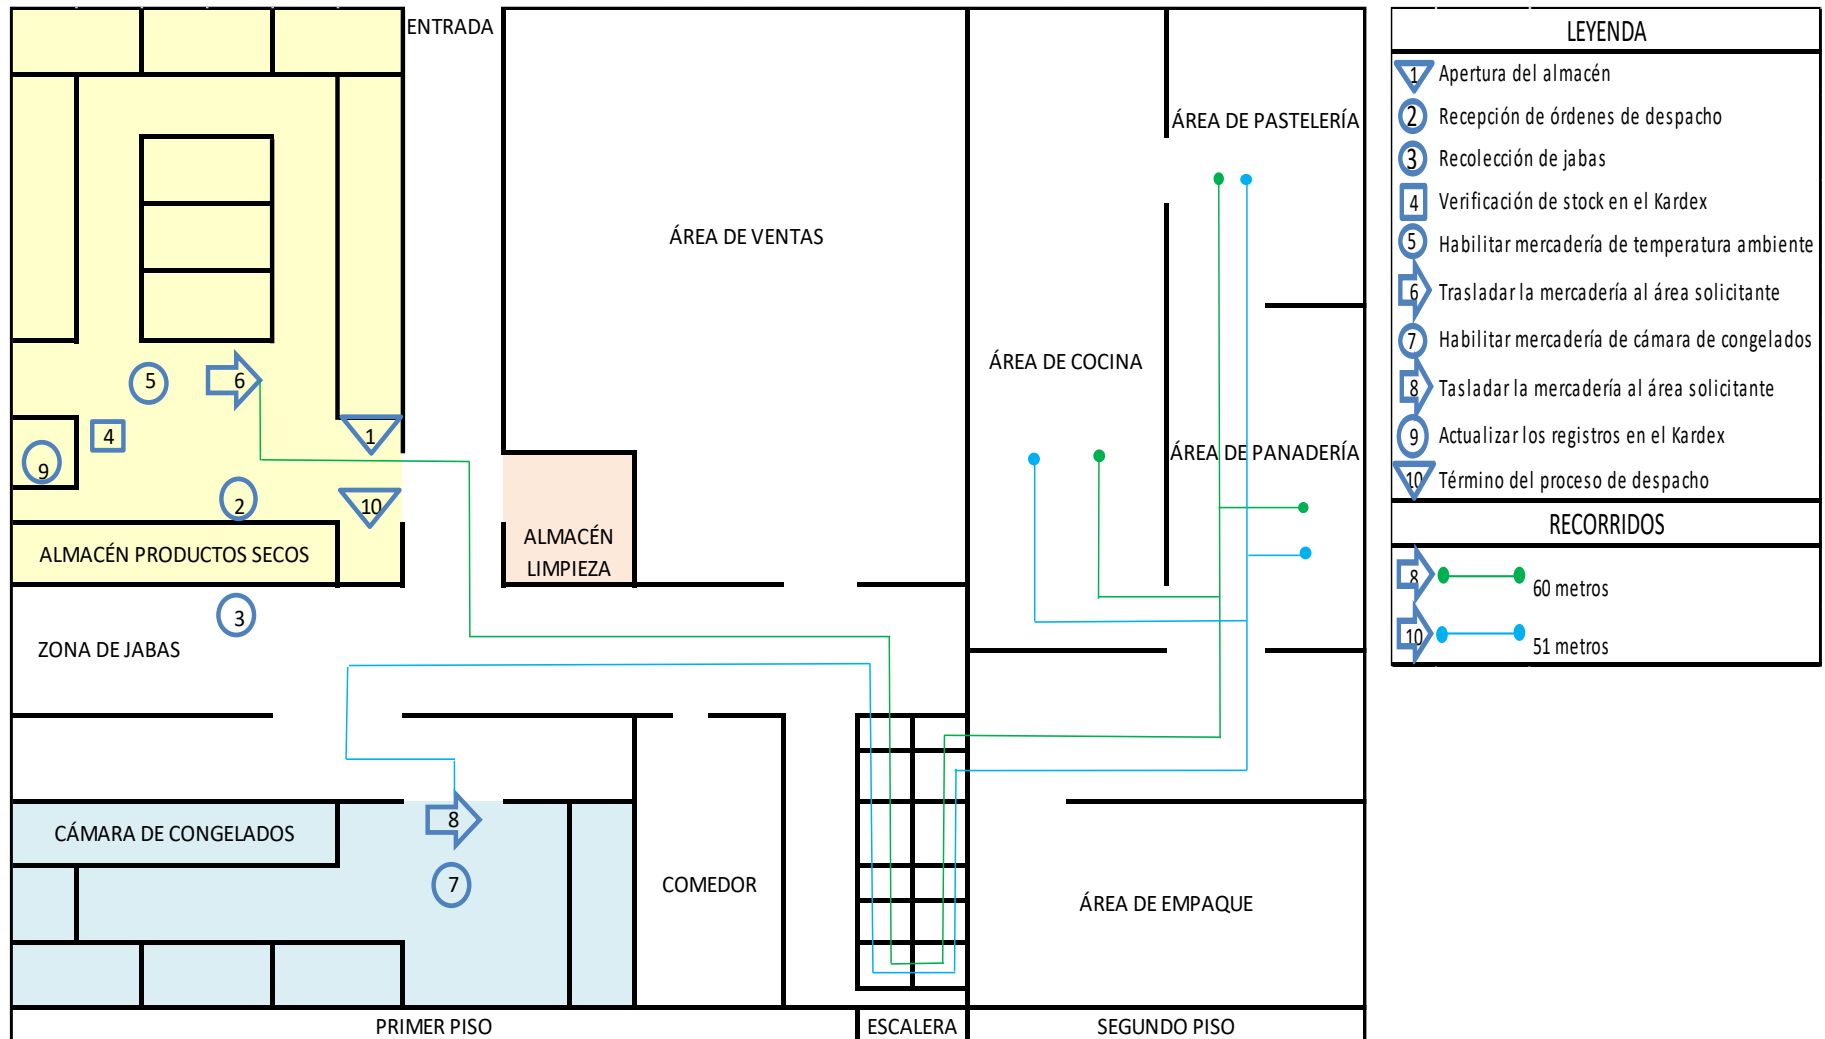 ENTRADA
ÁREA DE PASTELERÍA
ÁREA DE VENTAS
ÁREA DE COCINA
5
6
4
1
9
ÁREA DE PANADERÍA
2
10
ALMACÉN
LIMPIEZA
ALMACÉN PRODUCTOS SECOS
3
ZONA DE JABAS
8
CÁMARA DE CONGELADOS
7
COMEDOR
ÁREA DE EMPAQUE
PRIMER PISO
ESCALERA
SEGUNDO PISO
LEYENDA
1 Apertura del almacén
2 Recepción de órdenes de despacho
3 Recolección de jabas
4 Verificación de stock en el Kardex
5 Habilitar mercadería de temperatura ambiente
6 Trasladar la mercadería al área solicitante
7 Habilitar mercadería de cámara de congelados
8 Tasladar la mercadería al área solicitante
9 Actualizar los registros en el Kardex
10 Término del proceso de despacho
RECORRIDOS
8 60 metros
10 51 metros